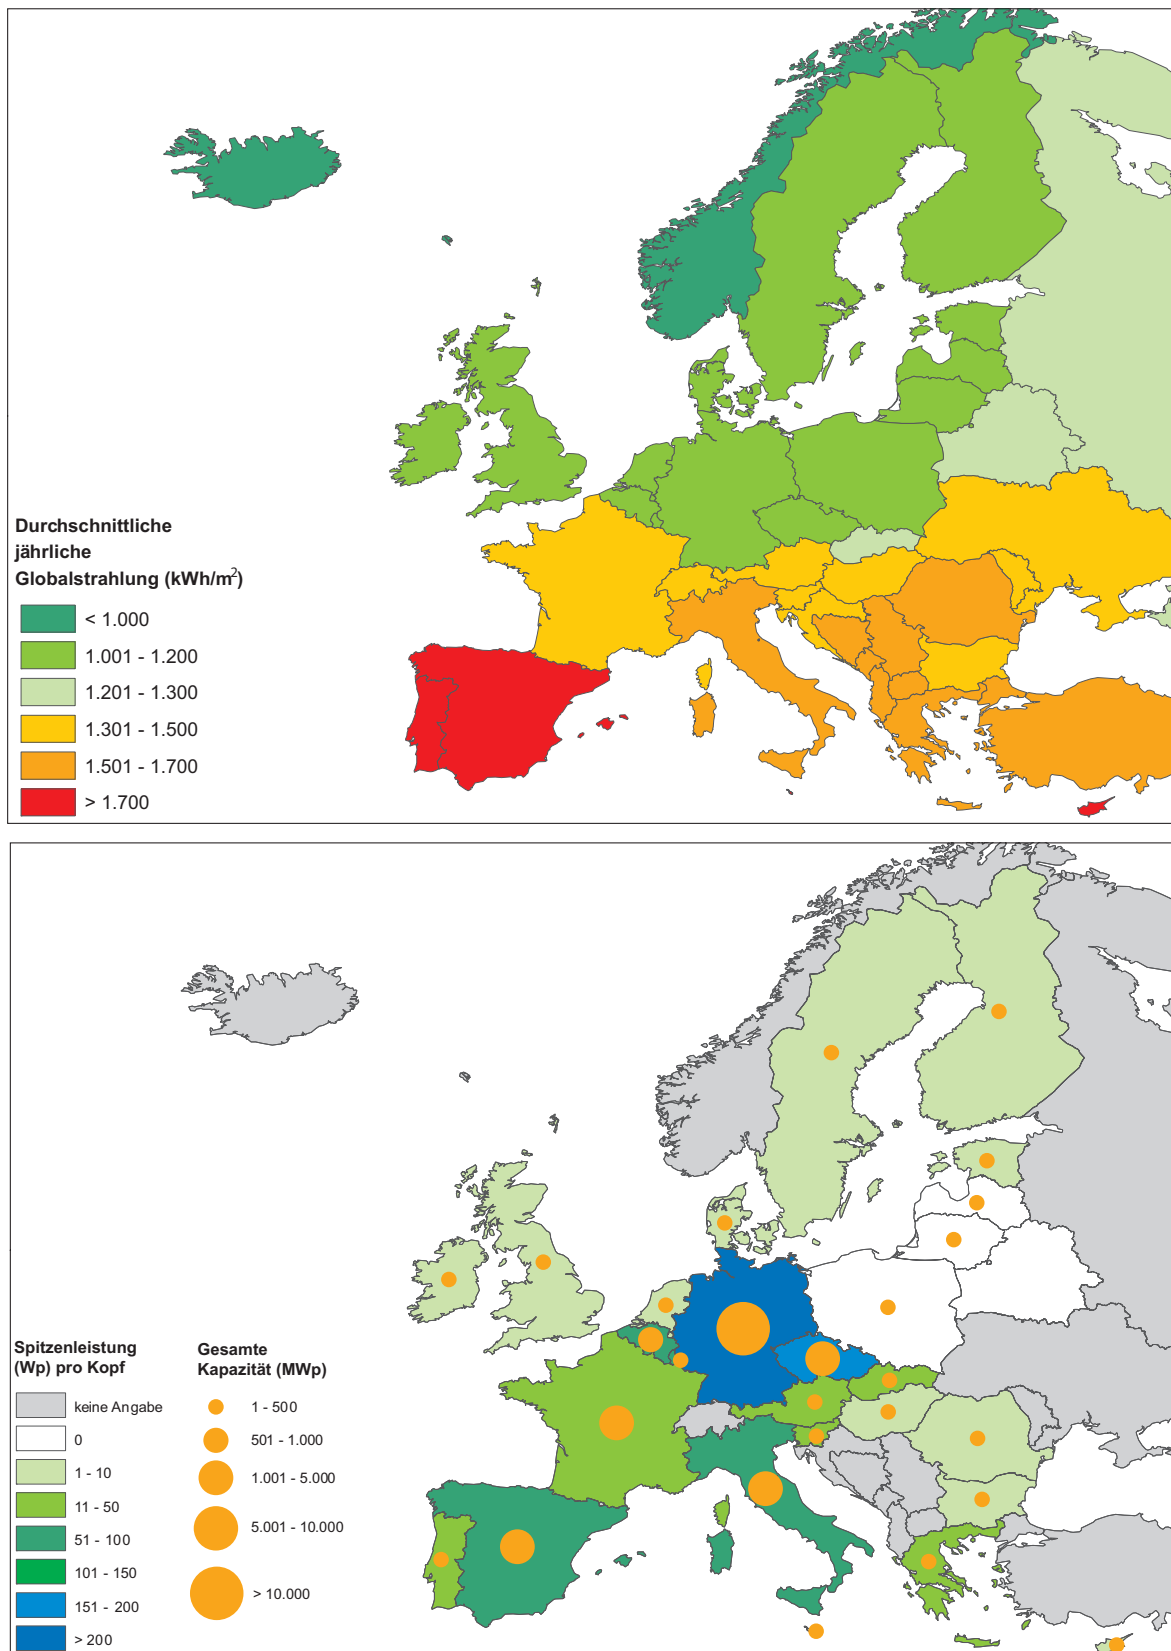 Durchschnittliche
jährliche
Globalstrahlung (kWh/m²)
< 1.000
1.001 - 1.200
1.201 - 1.300
1.301 - 1.500
1.501 - 1.700
> 1.700
Spitzenleistung
(Wp) pro Kopf
keine Angabe
0
1 - 10
11 - 50
51 - 100
101 - 150
151 - 200
> 200
Gesamte
Kapazität (MWp)
1 - 500
501 - 1.000
1.001 - 5.000
5.001 - 10.000
> 10.000